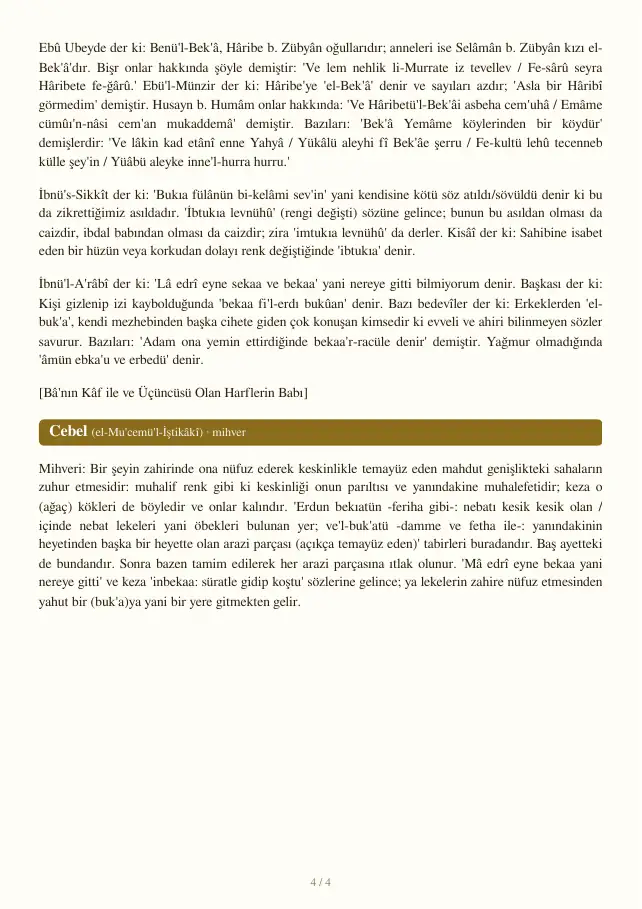 Ebû Ubeyde der ki: Benü'l-Bek'â, Hâribe b. Zübyân oğullarıdır; anneleri ise Selâmân b. Zübyân kızı el-
Bek'â'dır. Bişr onlar hakkında şöyle demiştir: 'Ve lem nehlik li-Murrate iz tevellev / Fe-sârû seyra
Hâribete fe-ğârû.' Ebü'l-Münzir der ki: Hâribe'ye 'el-Bek'â' denir ve sayıları azdır; 'Asla bir Hâribî
görmedim' demiştir. Husayn b. Humâm onlar hakkında: 'Ve Hâribetü'l-Bek'âi asbeha cem'uhâ / Emâme
cümûı'n-nâsi cem'an mukaddemâ' demiştir. Bazıları: 'Bek'â Yemâme köylerinden bir köydür'
demişlerdir: 'Ve lâkin kad etânî enne Yahyâ / Yükâlü aleyhi fî Bek'âe şerru / Fe-kultü lehû tecenneb
külle şey'in / Yüâbü aleyke inne'l-hurra hurru.'
İbnü's-Sikkît der ki: 'Bukıa fülânün bi-kelâmi sev'in' yani kendisine kötü söz atıldı/sövüldü denir ki bu
da zikrettiğimiz asıldadır. 'İbtukıa levnühû' (rengi değişti) sözüne gelince; bunun bu asıldan olması da
caizdir, ibdal babından olması da caizdir; zira 'imtukıa levnühû' da derler. Kisâî der ki: Sahibine isabet
eden bir hüzün veya korkudan dolayı renk değiştiğinde 'ibtukıa' denir.
İbnü'l-A'râbî der ki: 'Lâ edrî eyne sekaa ve bekaa' yani nereye gitti bilmiyorum denir. Başkası der ki:
Kişi gizlenip izi kaybolduğunda 'bekaa fi'l-erdı bukûan' denir. Bazı bedevîler der ki: Erkeklerden 'el-
buk'a', kendi mezhebinden başka cihete giden çok konuşan kimsedir ki evveli ve ahiri bilinmeyen sözler
savurur. Bazıları: 'Adam ona yemin ettirdiğinde bekaa'r-racüle denir' demiştir. Yağmur olmadığında
'âmün ebka'u ve erbedü' denir.
[Bâ'nın Kâf ile ve Üçüncüsü Olan Harflerin Babı]
Cebel (el-Mu'cemü'l-İştikâkî) · mihver
Mihveri: Bir şeyin zahirinde ona nüfuz ederek keskinlikle temayüz eden mahdut genişlikteki sahaların
zuhur etmesidir: muhalif renk gibi ki keskinliği onun parıltısı ve yanındakine muhalefetidir; keza o
(ağaç) kökleri de böyledir ve onlar kalındır. 'Erdun bekıatün -feriha gibi-: nebatı kesik kesik olan /
içinde nebat lekeleri yani öbekleri bulunan yer; ve'l-buk'atü -damme ve fetha ile-: yanındakinin
heyetinden başka bir heyette olan arazi parçası (açıkça temayüz eden)' tabirleri buradandır. Baş ayetteki
de bundandır. Sonra bazen tamim edilerek her arazi parçasına ıtlak olunur. 'Mâ edrî eyne bekaa yani
nereye gitti' ve keza 'inbekaa: süratle gidip koştu' sözlerine gelince; ya lekelerin zahire nüfuz etmesinden
yahut bir (buk'a)ya yani bir yere gitmekten gelir.
4 / 4